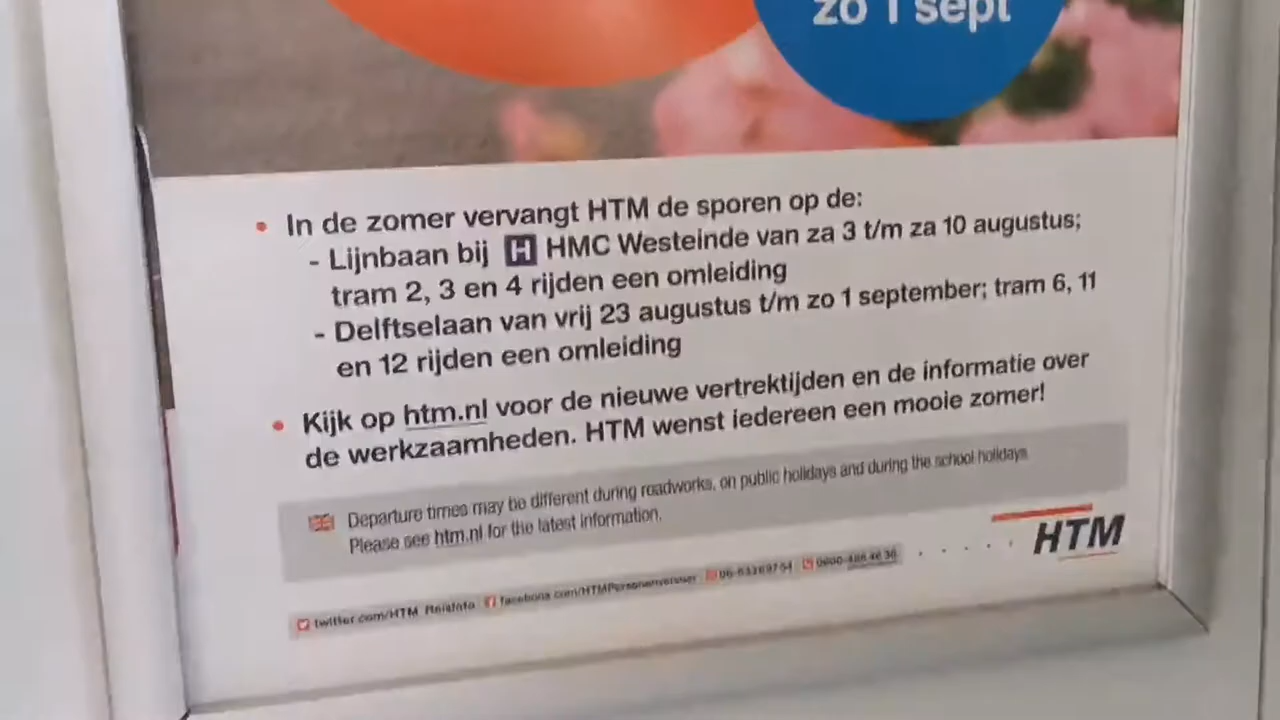 zo 1 sept
• In de zomer vervangt HTM de sporen op de:
- Lijnbaan bij H HMC Westeinde van za 3 t/m za 10 augustus;
tram 2, 3 en 4 rijden een omleiding
- Delftselaan van vrij 23 augustus t/m zo 1 september; tram 6, 11
en 12 rijden een omleiding
• Kijk op htm.nl voor de nieuwe vertrektijden en de informatie over
de werkzaamheden. HTM wenst iedereen een mooie zomer!
Departure times may be different during roadworks, on public holidays and during the school holidays.
Please see htm.nl for the latest information.
HTM
twitter.com/HTM_Reisinfo facebook.com/HTMPersonenvervoer